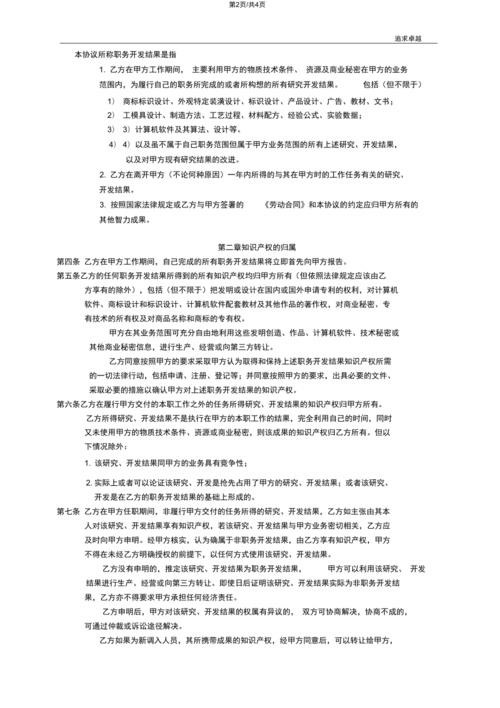 第2页/共4页
追求卓越
本协议所称职务开发结果是指
1. 乙方在甲方工作期间， 主要利用甲方的物质技术条件、 资源及商业秘密在甲方的业务
范围内，为履行自己的职务所完成的或者所构想的所有研究开发结果。 包括（但不限于）
1） 商标标识设计、外观特定装潢设计、标识设计、产品设计、广告、教材、文书；
2） 工模具设计、制造方法、工艺过程、材料配方、经验公式、实验数据；
3） 3）计算机软件及其算法、设计等。
4） 4）以及虽不属于自己职务范围但属于甲方业务范围的所有上述研究、开发结果，
以及对甲方现有研究结果的改进。
2. 乙方在离开甲方（不论何种原因）一年内所得的与其在甲方时的工作任务有关的研究、
开发结果。
3. 按照国家法律规定或乙方与甲方签署的 《劳动合同》和本协议的约定应归甲方所有的
其他智力成果。
第二章知识产权的归属
第四条 乙方在甲方工作期间，自己完成的所有职务开发结果将立即首先向甲方报告。
第五条乙方的任何职务开发结果所得到的所有知识产权均归甲方所有（但依照法律规定应该由乙
方享有的除外），包括（但不限于）把发明或设计在国内或国外申请专利的权利，对计算机
软件、商标设计和标识设计、计算机软件配套教材及其他作品的著作权，对商业秘密、专
有技术的所有权及对商品名称和商标的专有权。
甲方在其业务范围可充分自由地利用这些发明创造、作品、计算机软件、技术秘密或
其他商业秘密信息，进行生产、经营或向第三方转让。
乙方同意按照甲方的要求采取甲方认为取得和保持上述职务开发结果知识产权所需
的一切法律行动，包括申请、注册、登记等；并同意按照甲方的要求，出具必要的文件、
采取必要的措施以确认甲方对上述职务开发结果的知识产权。
第六条乙方在履行甲方交付的本职工作之外的任务所得研究、开发结果的知识产权归甲方所有。
乙方所得研究、开发结果不是执行在甲方的本职工作的结果，完全利用自己的时间，同时
又未使用甲方的物质技术条件、资源或商业秘密，则该成果的知识产权归乙方所有。但以
下情况除外：
1. 该研究、开发结果同甲方的业务具有竞争性；
2. 实际上或者可以论证该研究、开发是抢先占用了甲方的研究、开发结果；或者该研究、
开发是在乙方的职务开发结果的基础上形成的。
第七条 乙方在甲方任职期间，非履行甲方交付的任务所得的研究、开发结果，乙方如主张由其本
人对该研究、开发结果享有知识产权，若该研究、开发结果与甲方业务密切相关，乙方应
及时向甲方申明。经甲方核实，认为确属于非职务开发结果，由乙方享有知识产权，甲方
不得在未经乙方明确授权的前提下，以任何方式使用该研究、开发结果。
乙方没有申明的，推定该研究、开发结果为职务开发结果， 甲方可以利用该研究、 开发
结果进行生产、经营或向第三方转让。即使日后证明该研究、开发结果实际为非职务开发结
果，乙方亦不得要求甲方承担任何经济责任。
乙方申明后，甲方对该研究、开发结果的权属有异议的， 双方可协商解决，协商不成的，
可通过仲裁或诉讼途径解决。
乙方如果为新调入人员，其所携带成果的知识产权，经甲方同意后，可以转让给甲方，